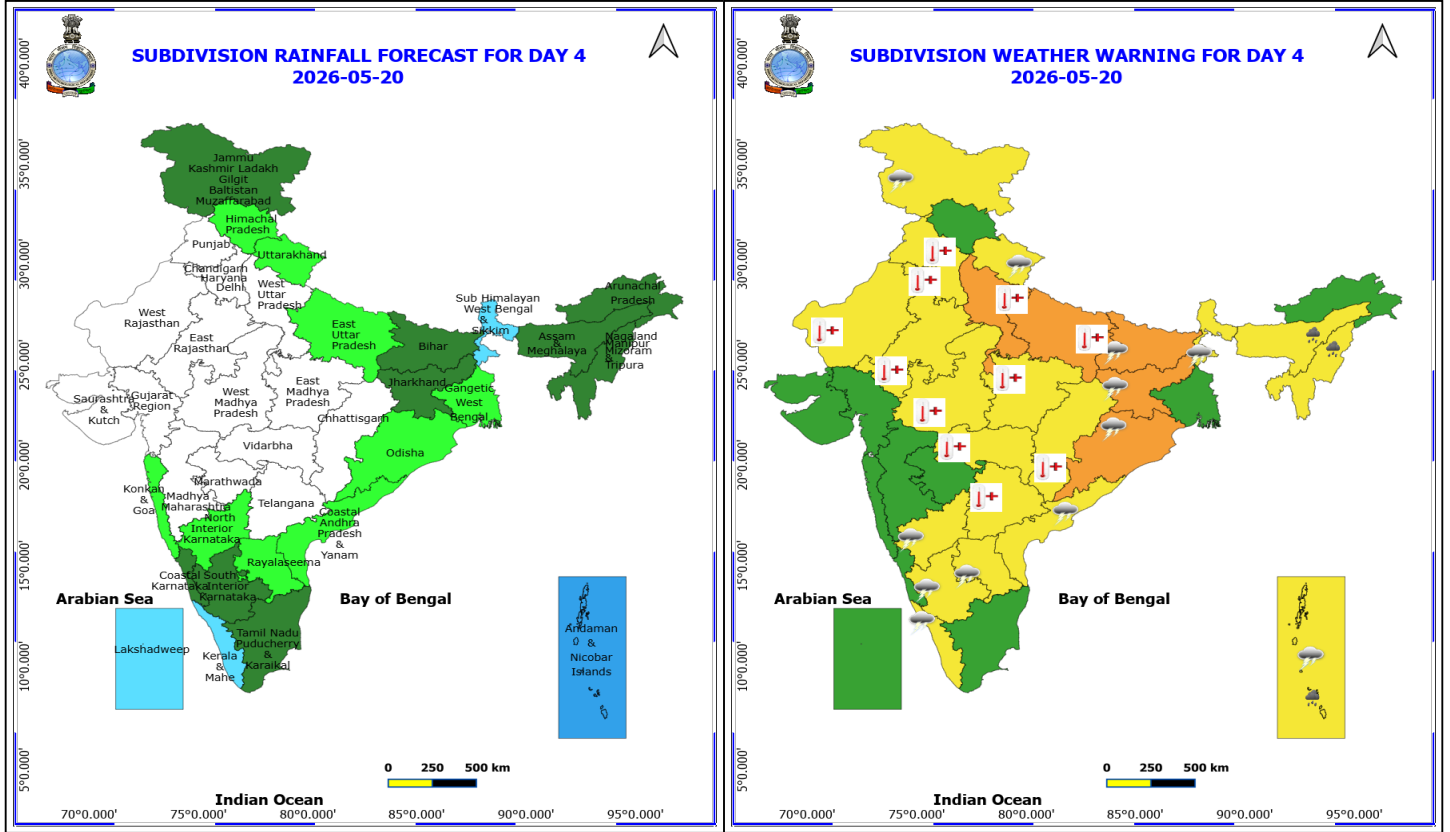 SUBDIVISION RAINFALL FORECAST FOR DAY 4
2026-05-20
40°0.000'
35°0.000'
30°0.000'
25°0.000'
20°0.000'
15°0.000'
10°0.000'
5°0.000'
Jammu
Kashmir Ladakh
Gilgit
Baltistan
Muzaffarabad
Himachal
Pradesh
Punjab
Uttarakhand
Chandigarh
Haryana
Delhi
West
Uttar
Pradesh
West
Rajasthan
East
Rajasthan
East
Uttar
Pradesh
Bihar
Sub Himalayan
West Bengal
&
Sikkim
Arunachal
Pradesh
Assam
&
Meghalaya
Nagaland
Manipur
Mizoram
&
Tripura
Jharkhand
Gangetic
West
Bengal
Saurashtra
&
Kutch
Gujarat
Region
West
Madhya
Pradesh
East
Madhya
Pradesh
Chhattisgarh
Vidarbha
Odisha
Konkan
&
Goa
Madhya
Maharashtra
Marathwada
Telangana
North
Interior
Karnataka
Coastal
Andhra
Pradesh
&
Yanam
Rayalaseema
Coastal
Karnataka
South
Interior
Karnataka
Tamil Nadu
Puducherry
&
Karaikal
Kerala
&
Mahe
Lakshadweep
Andaman
&
Nicobar
Islands
Arabian Sea
Bay of Bengal
Indian Ocean
0 250 500 km
70°0.000' 75°0.000' 80°0.000' 85°0.000' 90°0.000' 95°0.000'
SUBDIVISION WEATHER WARNING FOR DAY 4
2026-05-20
40°0.000'
35°0.000'
30°0.000'
25°0.000'
20°0.000'
15°0.000'
10°0.000'
5°0.000'
Arabian Sea
Bay of Bengal
Indian Ocean
0 250 500 km
70°0.000' 75°0.000' 80°0.000' 85°0.000' 90°0.000' 95°0.000'